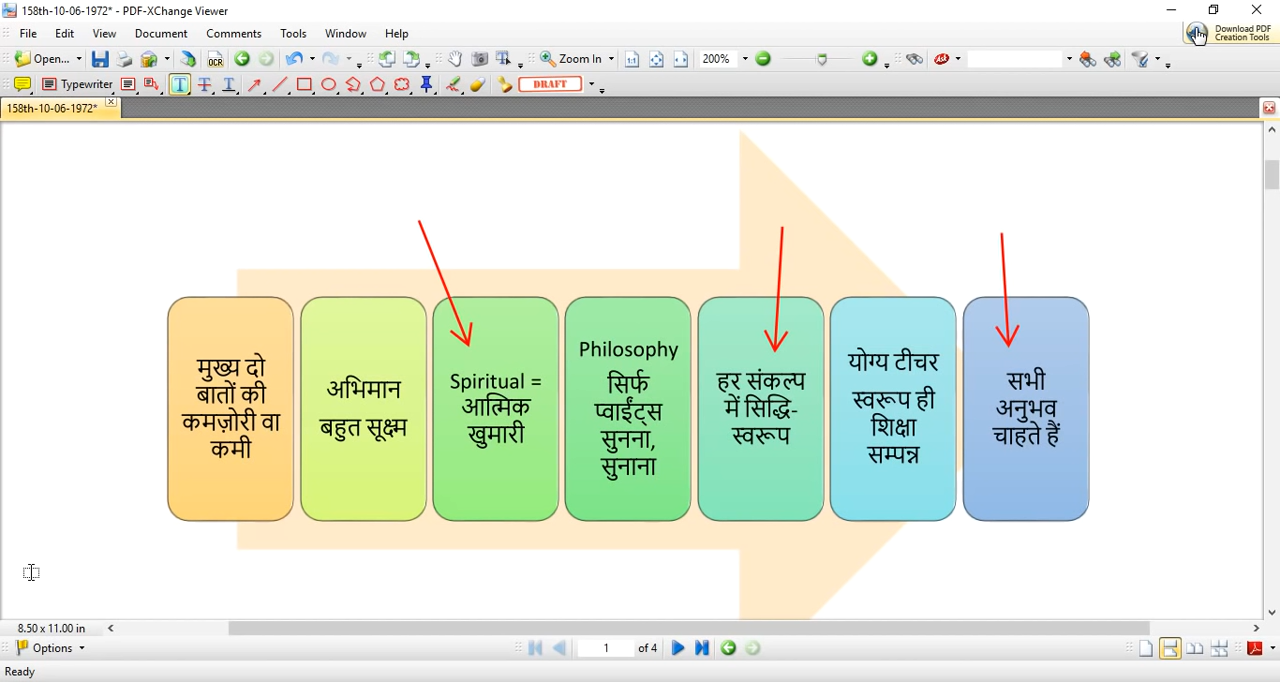 158th-10-06-1972* - PDF-XChange Viewer
File Edit View Document Comments Tools Window Help
Download PDF
Creation Tools
Open... OCR Zoom In 200%
Typewriter DRAFT
158th-10-06-1972*
मुख्य दो
बातों की
कमज़ोरी वा
कमी
अभिमान
बहुत सूक्ष्म
Spiritual =
आत्मिक
खुमारी
Philosophy
सिर्फ
प्वाईंट्स
सुनना,
सुनाना
हर संकल्प
में सिद्धि-
स्वरूप
योग्य टीचर
स्वरूप ही
शिक्षा
सम्पन्न
सभी
अनुभव
चाहते हैं
8.50 x 11.00 in
Options 1 of 4
Ready